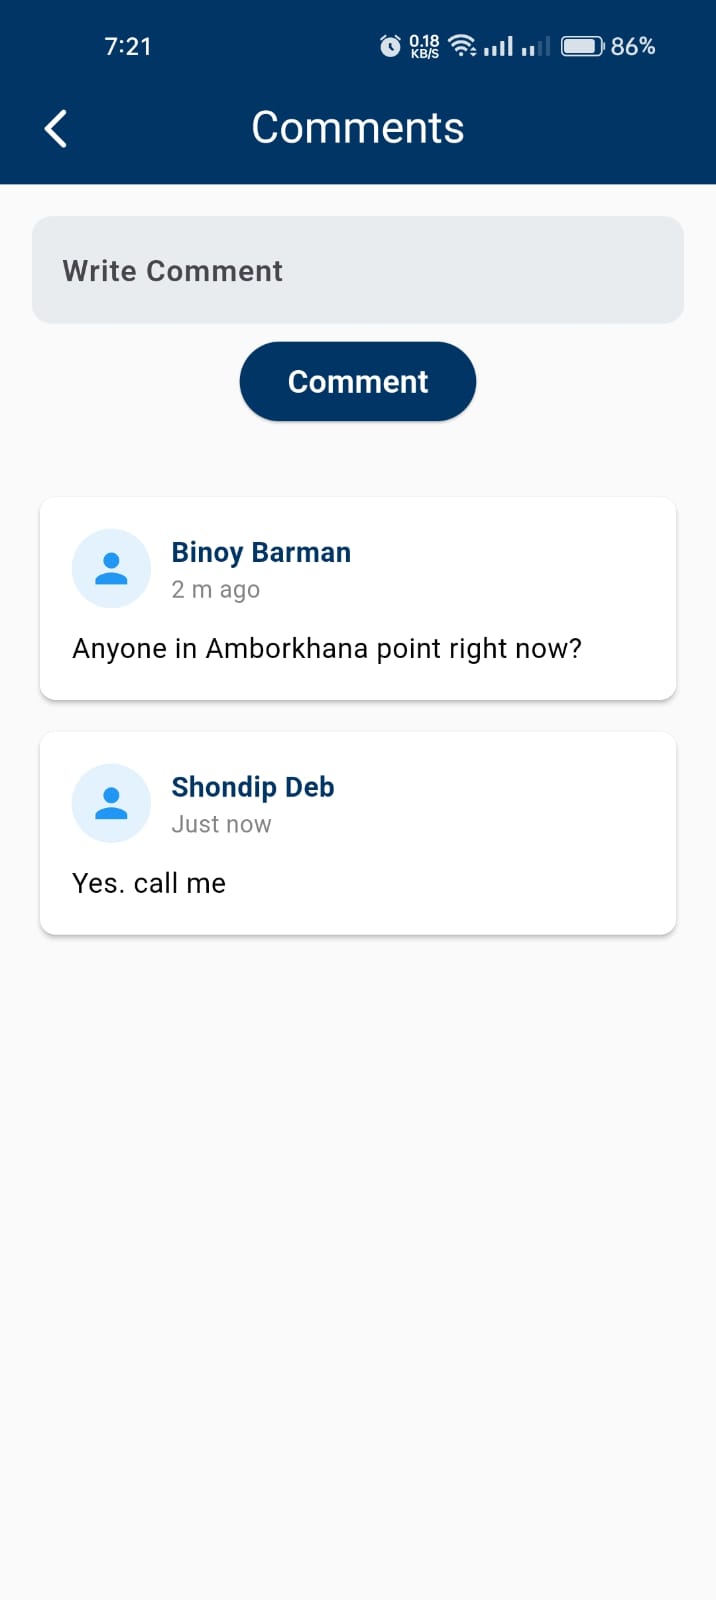 7:21
0.18
KB/S
86%
Comments
Write Comment
Comment
Binoy Barman
2 m ago
Anyone in Amborkhana point right now?
Shondip Deb
Just now
Yes. call me